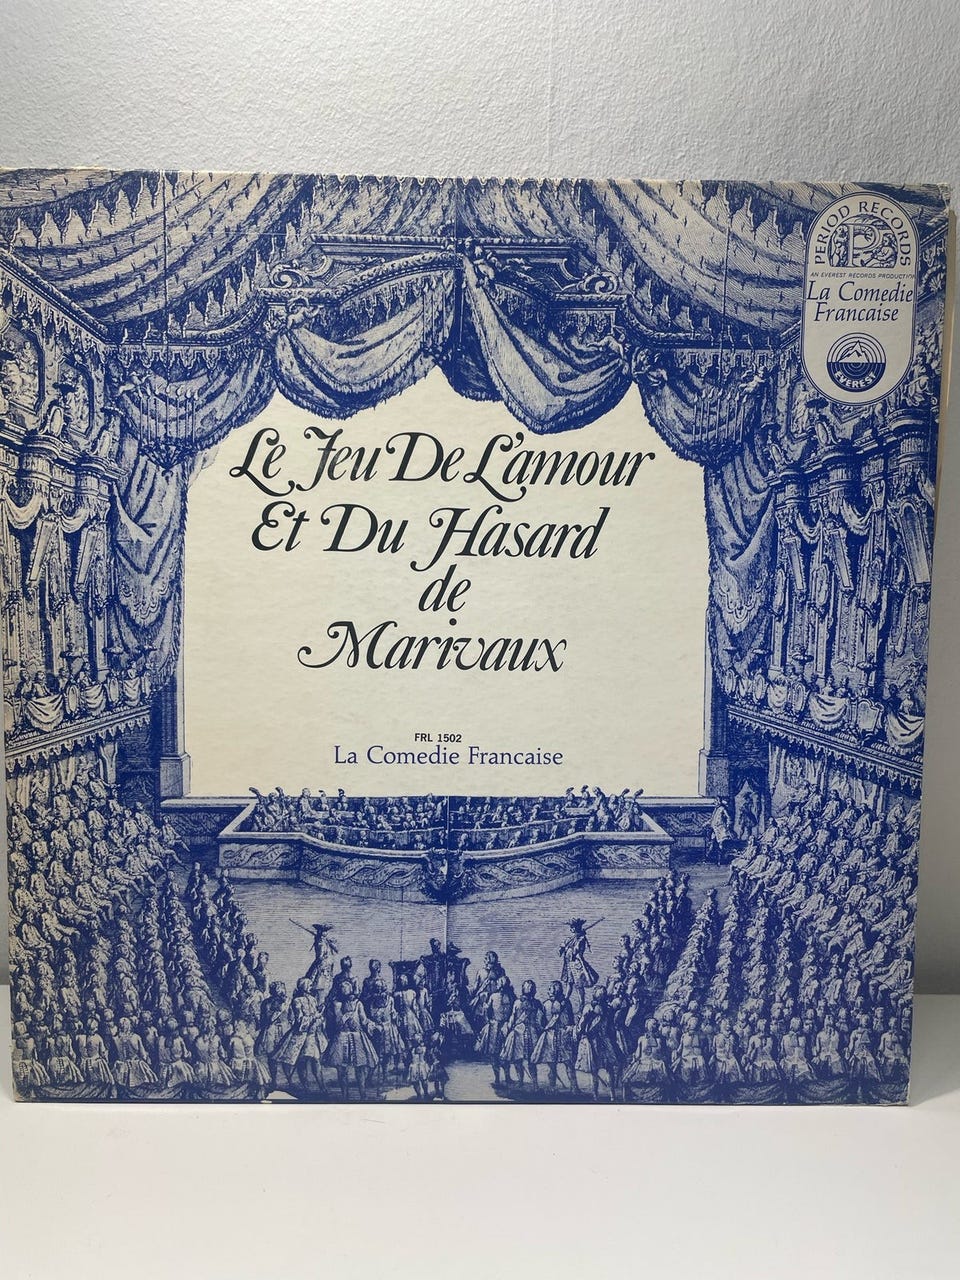 PERIOD RECORDS
AN EVEREST RECORDS PRODUCTION
La Comedie
Francaise
EVEREST
Le Jeu De L'amour
Et Du Hasard
de
Marivaux
FRL 1502
La Comedie Francaise